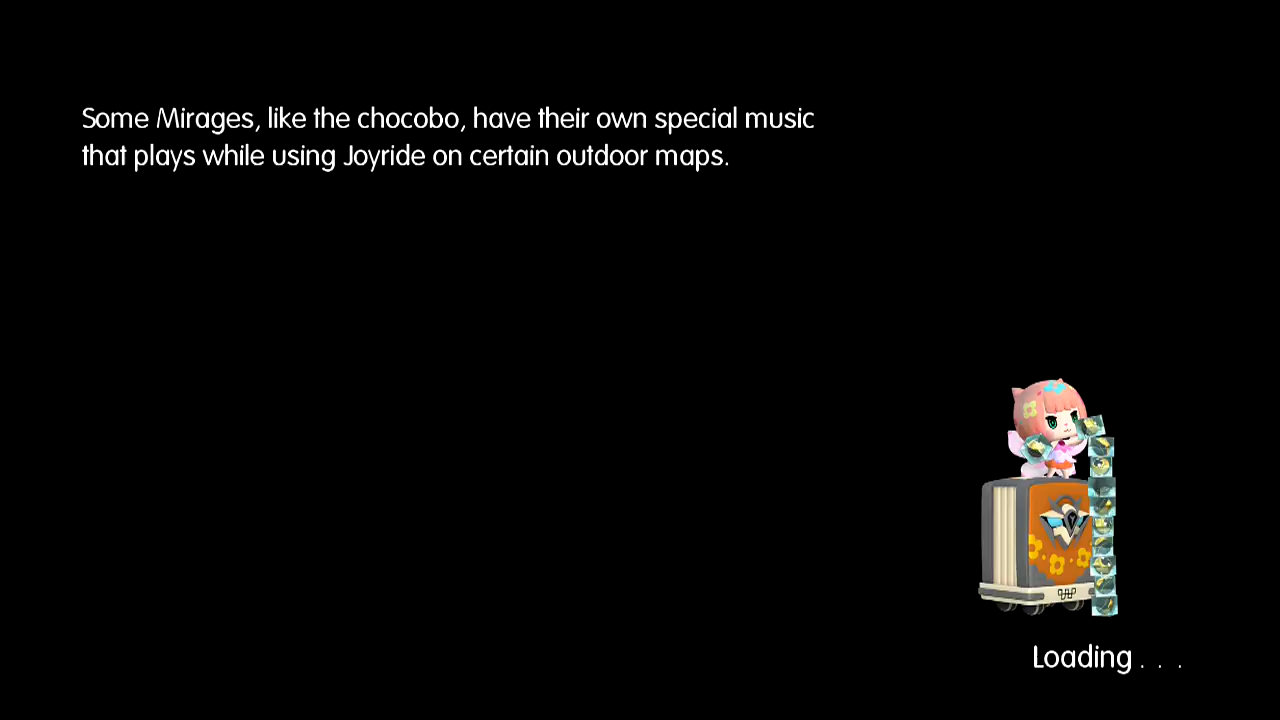 Some Mirages, like the chocobo, have their own special music
that plays while using Joyride on certain outdoor maps.
Loading . . .